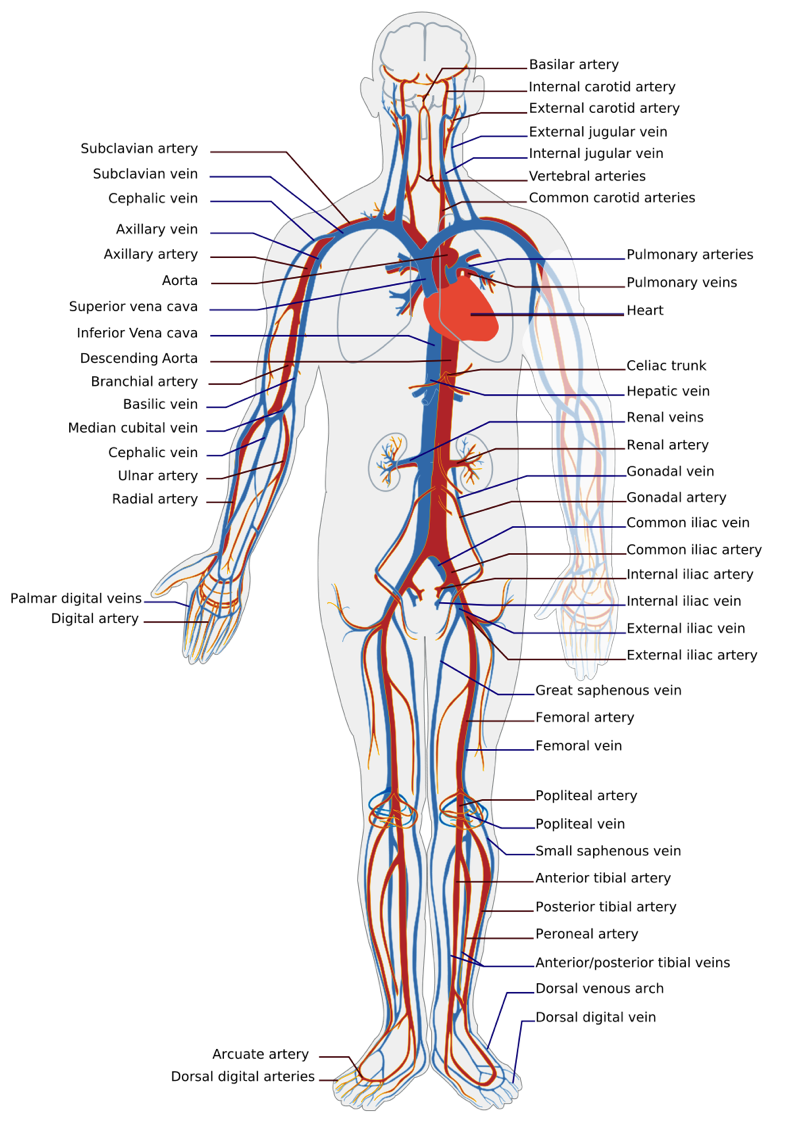 Basilar artery
Internal carotid artery
External carotid artery
External jugular vein
Internal jugular vein
Vertebral arteries
Common carotid arteries
Subclavian artery
Subclavian vein
Cephalic vein
Axillary vein
Axillary artery
Aorta
Superior vena cava
Inferior Vena cava
Descending Aorta
Branchial artery
Basilic vein
Median cubital vein
Cephalic vein
Ulnar artery
Radial artery
Palmar digital veins
Digital artery
Pulmonary arteries
Pulmonary veins
Heart
Celiac trunk
Hepatic vein
Renal veins
Renal artery
Gonadal vein
Gonadal artery
Common iliac vein
Common iliac artery
Internal iliac artery
Internal iliac vein
External iliac vein
External iliac artery
Great saphenous vein
Femoral artery
Femoral vein
Popliteal artery
Popliteal vein
Small saphenous vein
Anterior tibial artery
Posterior tibial artery
Peroneal artery
Anterior/posterior tibial veins
Dorsal venous arch
Dorsal digital vein
Arcuate artery
Dorsal digital arteries